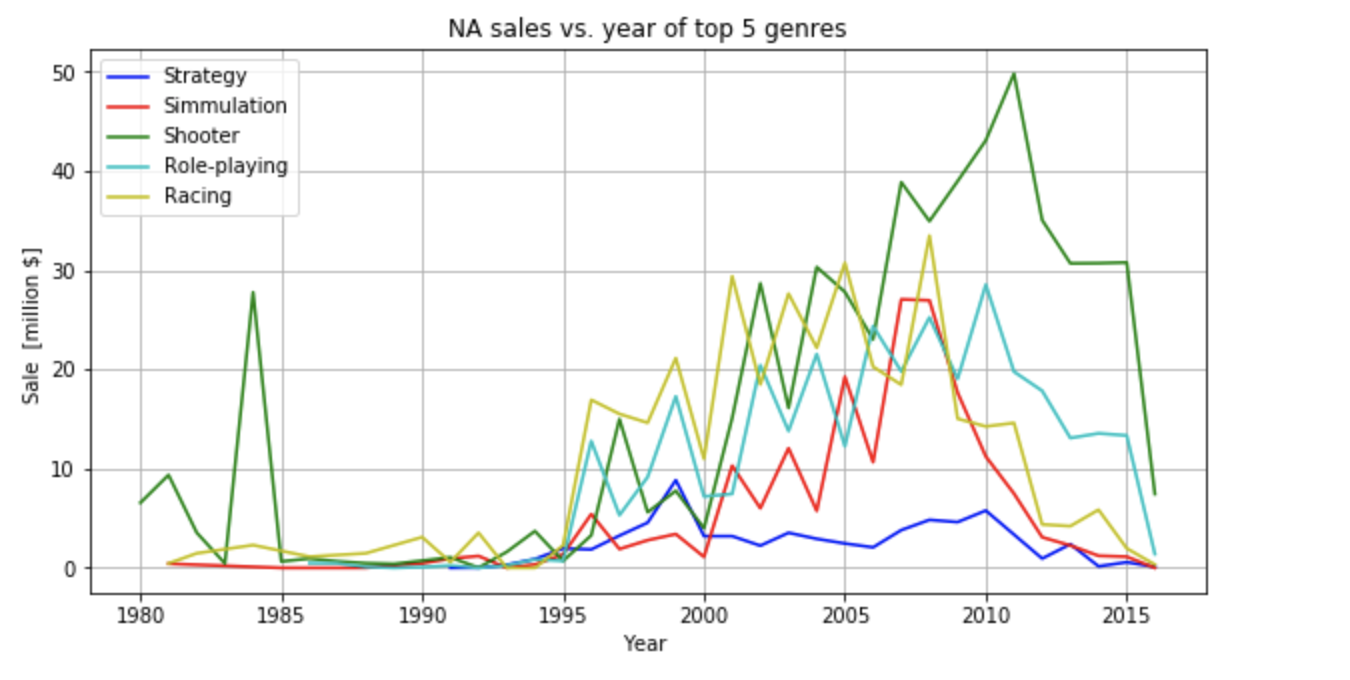 NA sales vs. year of top 5 genres
50
40
30
20
10
0
Sale [million $]
Strategy
Simmulation
Shooter
Role-playing
Racing
1980 1985 1990 1995 2000 2005 2010 2015
Year